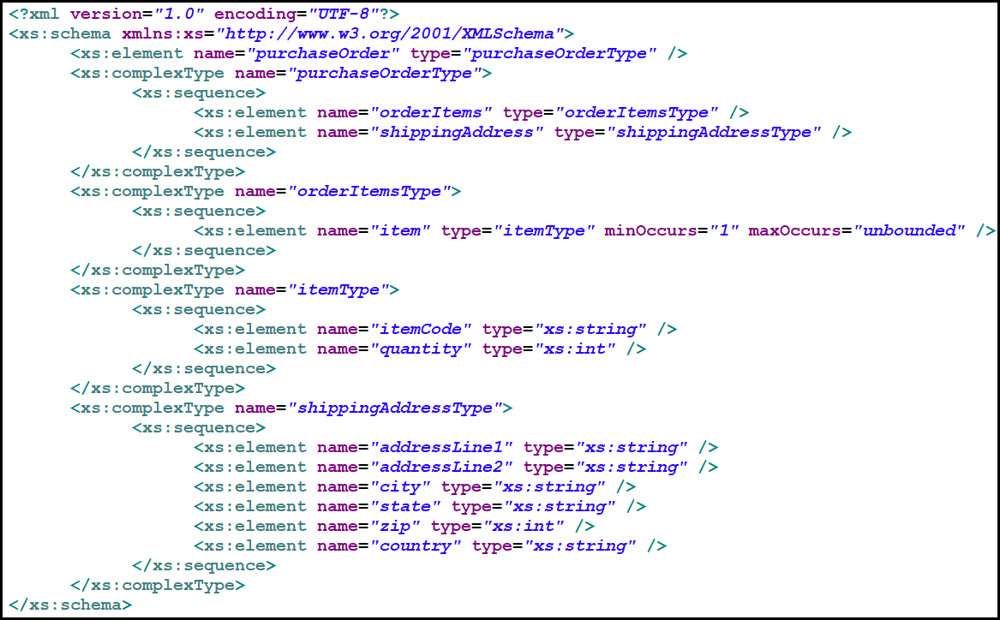 <?xml version="1.0" encoding="UTF-8"?>
<xs:schema xmlns:xs="http://www.w3.org/2001/XMLSchema">
<xs:element name="purchaseOrder" type="purchaseOrderType" />
<xs:complexType name="purchaseOrderType">
<xs:sequence>
<xs:element name="orderItems" type="orderItemsType" />
<xs:element name="shippingAddress" type="shippingAddressType" />
</xs:sequence>
</xs:complexType>
<xs:complexType name="orderItemsType">
<xs:sequence>
<xs:element name="item" type="itemType" minOccurs="1" maxOccurs="unbounded" />
</xs:sequence>
</xs:complexType>
<xs:complexType name="itemType">
<xs:sequence>
<xs:element name="itemCode" type="xs:string" />
<xs:element name="quantity" type="xs:int" />
</xs:sequence>
</xs:complexType>
<xs:complexType name="shippingAddressType">
<xs:sequence>
<xs:element name="addressLine1" type="xs:string" />
<xs:element name="addressLine2" type="xs:string" />
<xs:element name="city" type="xs:string" />
<xs:element name="state" type="xs:string" />
<xs:element name="zip" type="xs:int" />
<xs:element name="country" type="xs:string" />
</xs:sequence>
</xs:complexType>
</xs:schema>